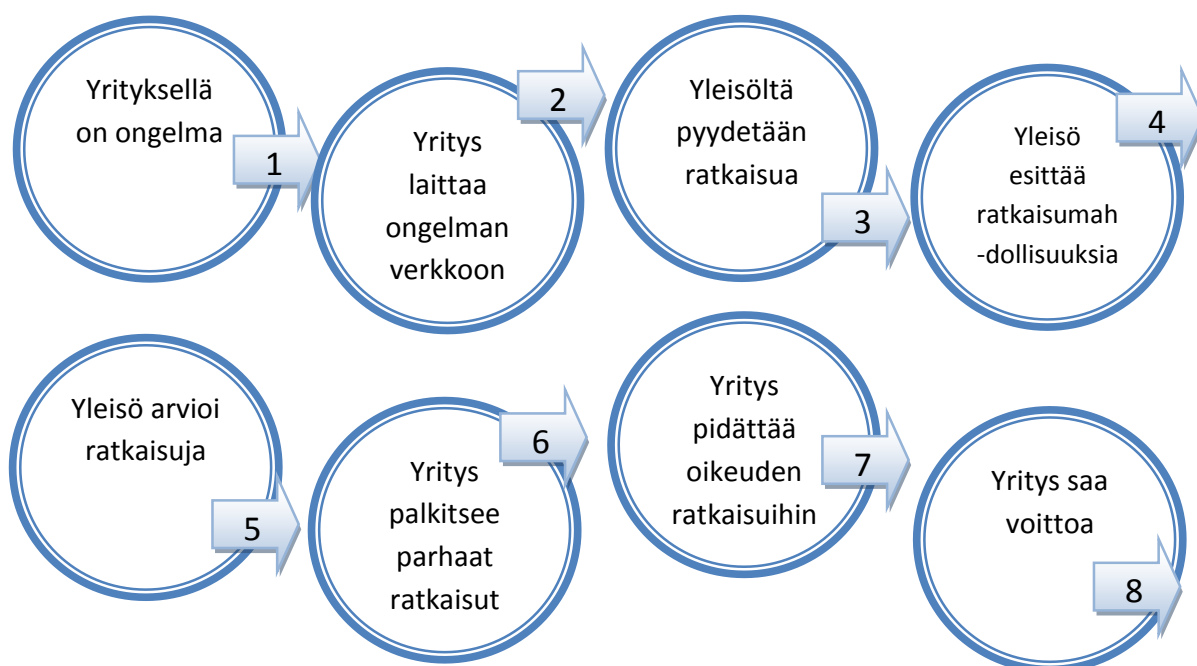 Yrityksellä
on ongelma
1
Yritys
laittaa
ongelman
verkkoon
2
Yleisöltä
pyydetään
ratkaisua
3
Yleisö
esittää
ratkaisumah
-dollisuuksia
4
Yleisö arvioi
ratkaisuja
5
Yritys
palkitsee
parhaat
ratkaisut
6
Yritys
pidättää
oikeuden
ratkaisuihin
7
Yritys saa
voittoa
8